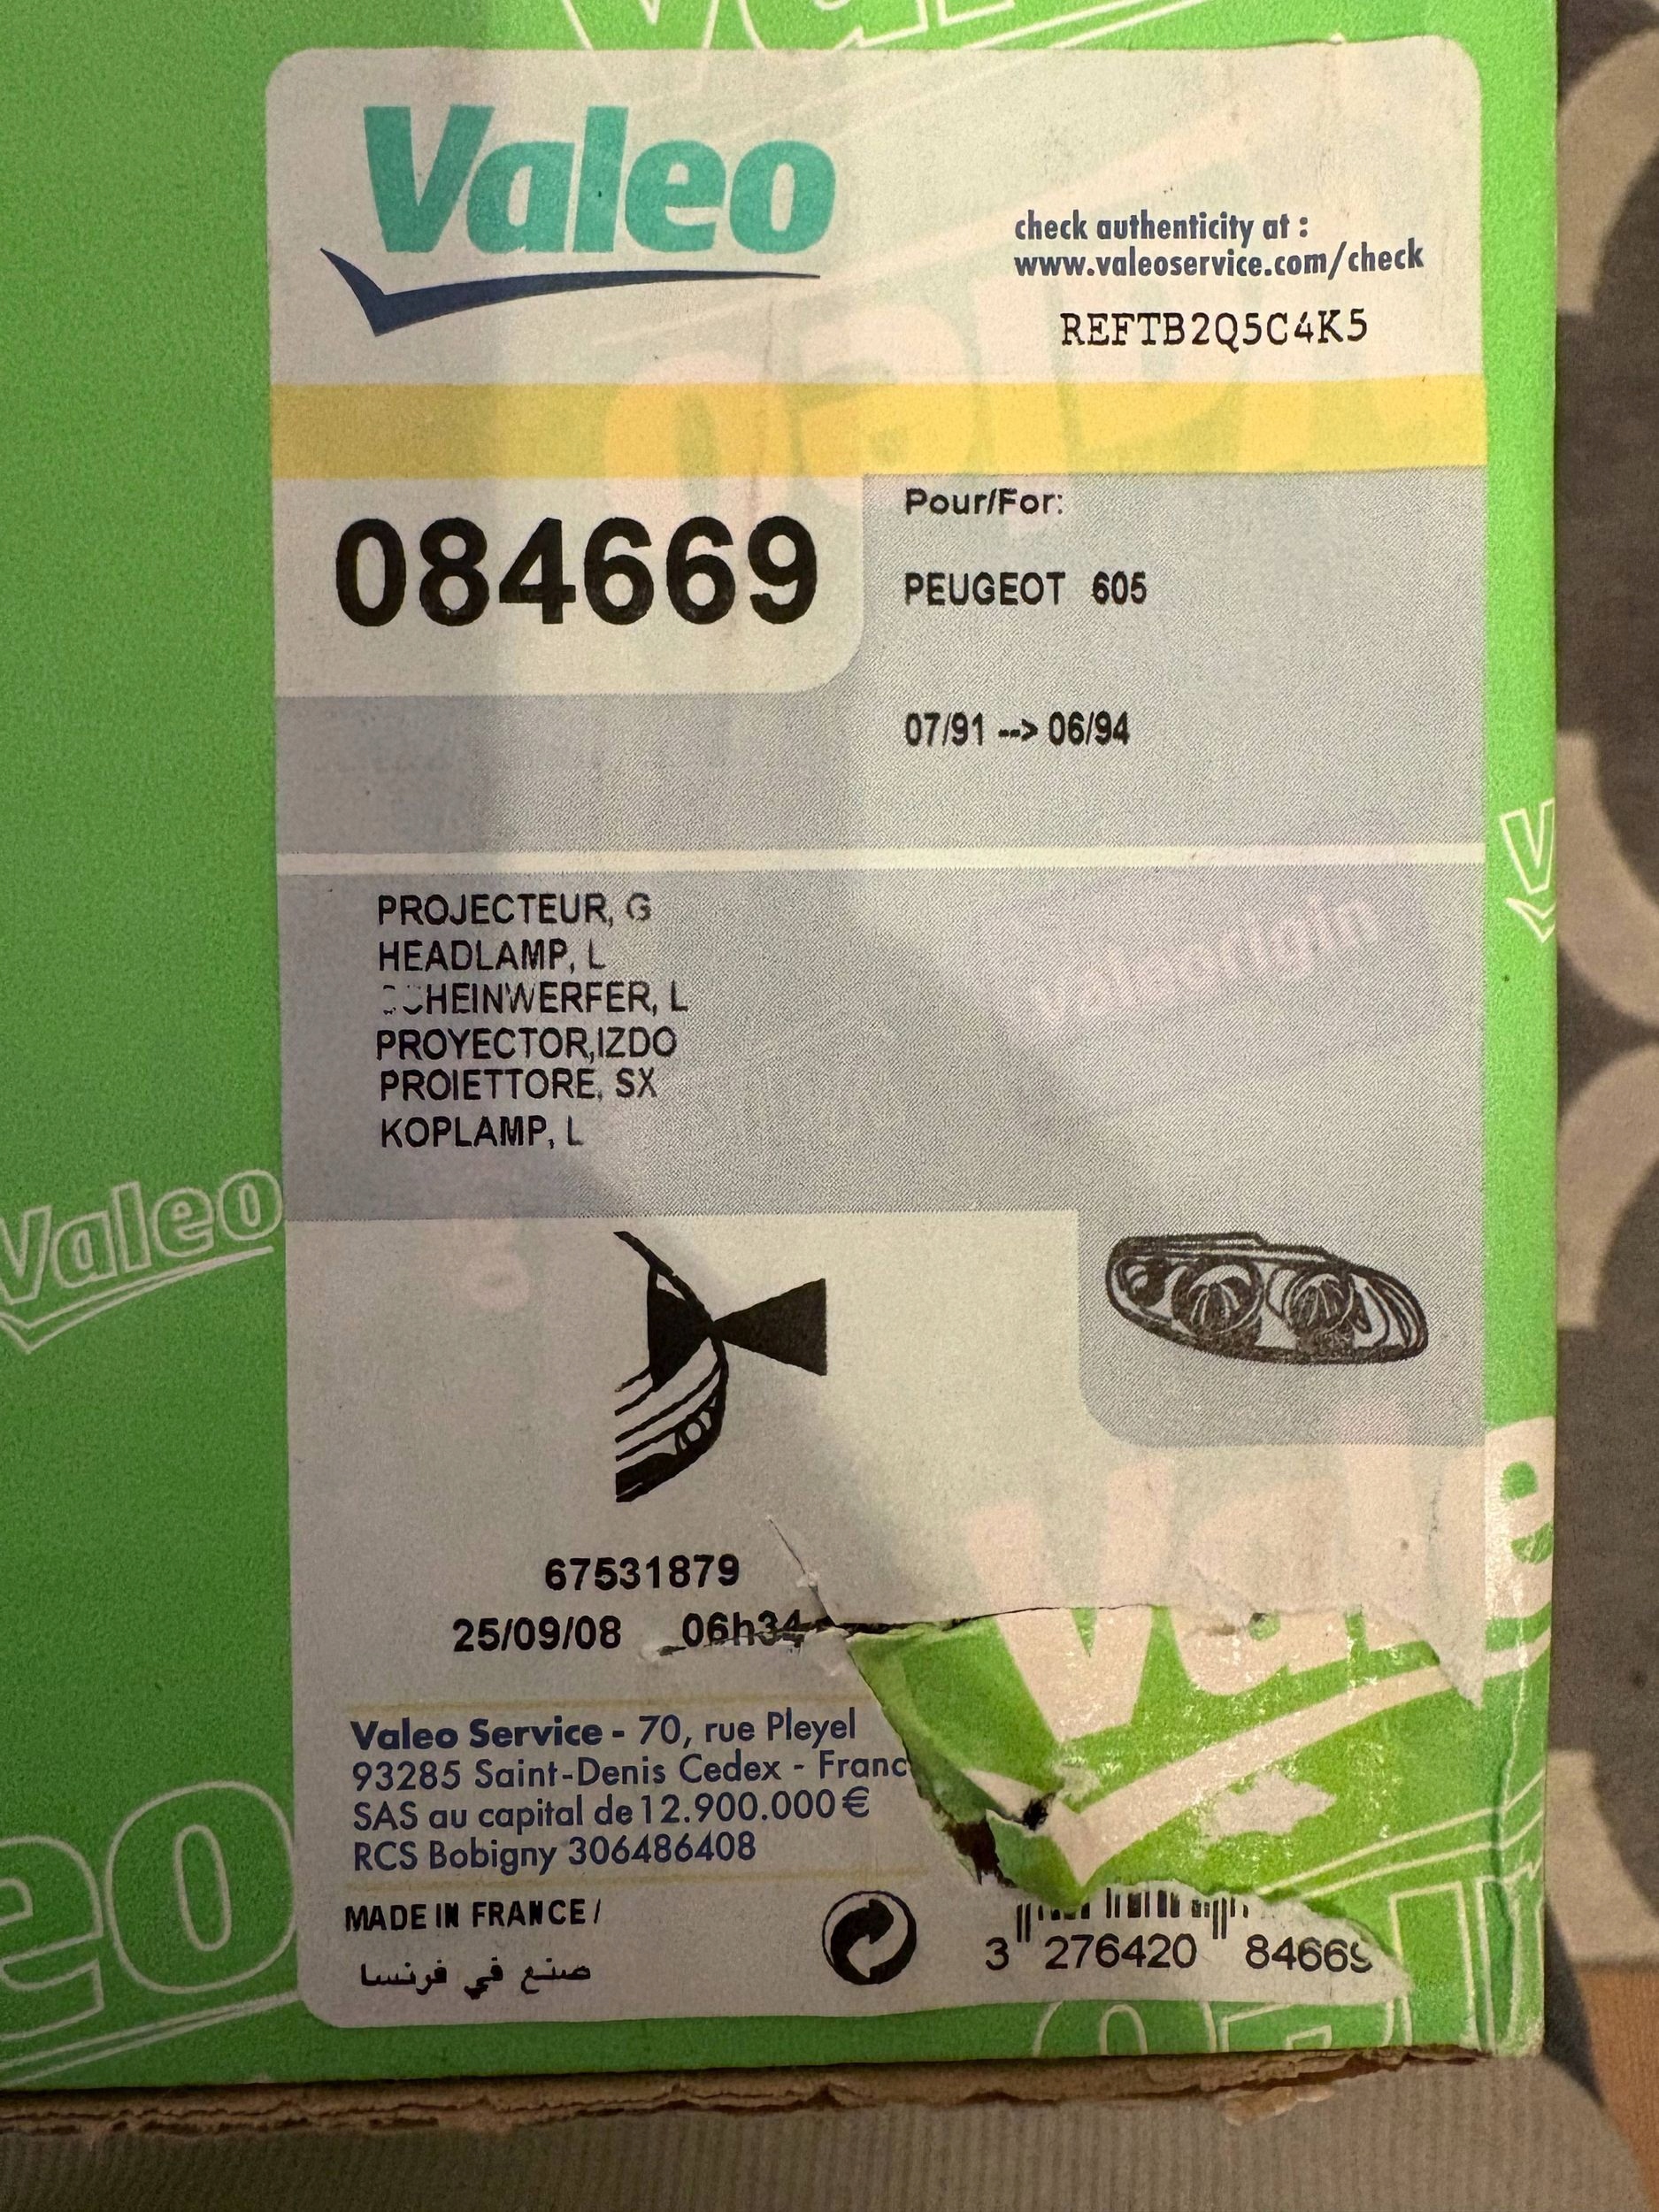 Valeo
check authenticity at :
www.valeoservice.com/check
REFTB2Q5C4K5
084669
Pour/For:
PEUGEOT 605
07/91 --> 06/94
PROJECTEUR, G
HEADLAMP, L
SCHEINWERFER, L
PROYECTOR,IZDO
PROIETTORE, SX
KOPLAMP, L
Valeo
67531879
25/09/08 06h34
Valeo Service - 70, rue Pleyel
93285 Saint-Denis Cedex - Franc
SAS au capital de 12.900.000 €
RCS Bobigny 306486408
MADE IN FRANCE /
صنع في فرنسا
3 276420 84669